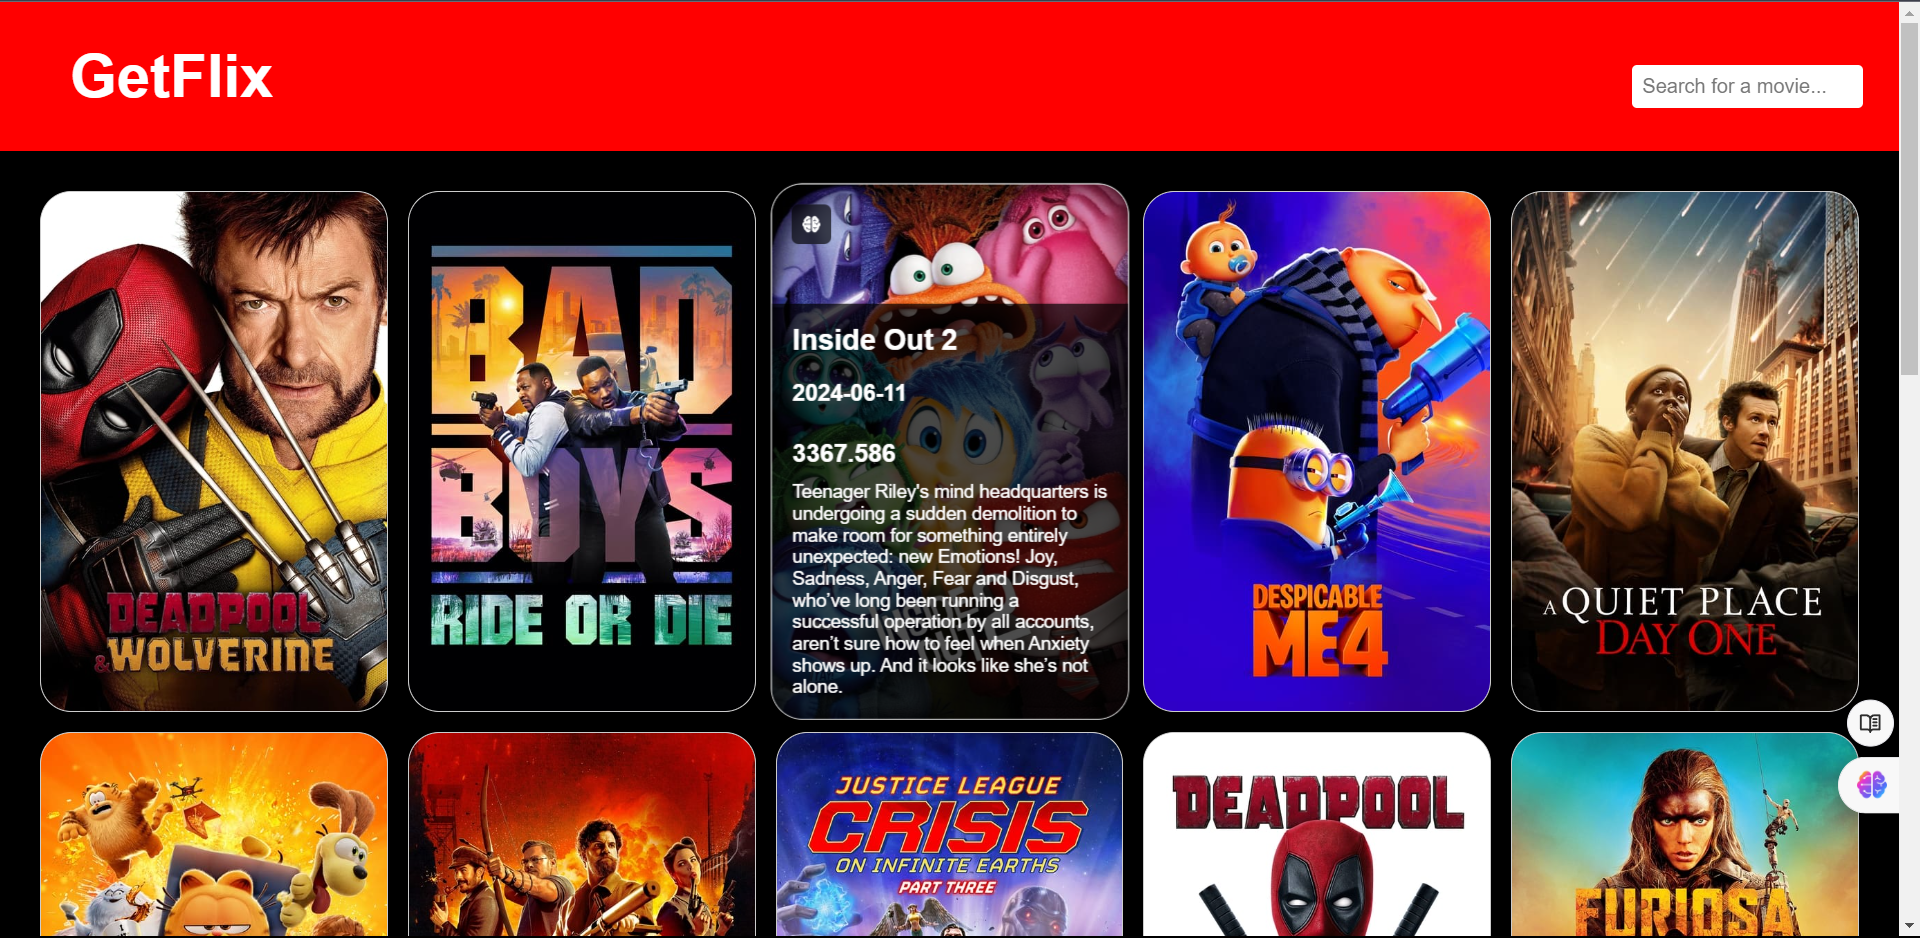 GetFlix
Search for a movie...
DEADPOOL
& WOLVERINE
BAD
BOYS
RIDE OR DIE
Inside Out 2
2024-06-11
3367.586
Teenager Riley's mind headquarters is
undergoing a sudden demolition to
make room for something entirely
unexpected: new Emotions! Joy,
Sadness, Anger, Fear and Disgust,
who’ve long been running a
successful operation by all accounts,
aren’t sure how to feel when Anxiety
shows up. And it looks like she’s not
alone.
DESPICABLE
ME 4
A QUIET PLACE
DAY ONE
JUSTICE LEAGUE
CRISIS
ON INFINITE EARTHS
PART THREE
DEADPOOL
FURIOSA